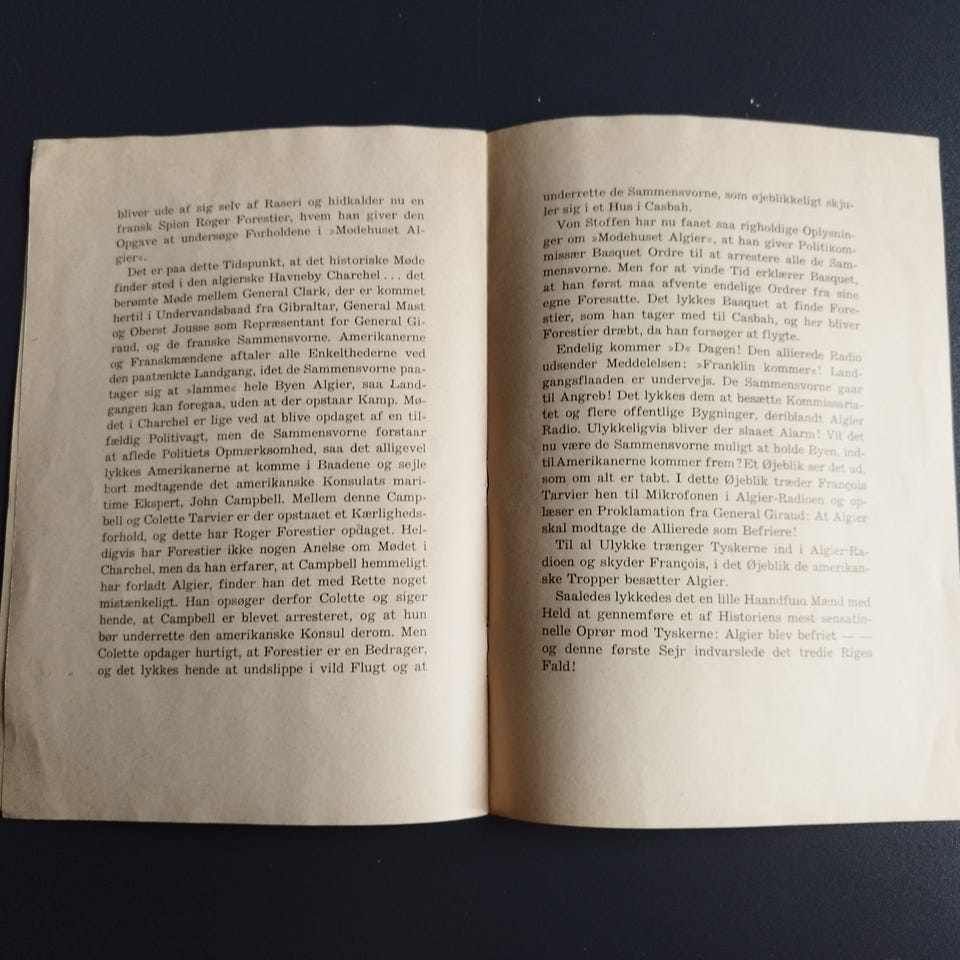 bliver ude af sig selv af Raseri og hidkalder nu en
fransk Spion Roger Forestier, hvem han giver den
Opgave at undersøge Forholdene i »Modehuset Al-
gier«.
Det er paa dette Tidspunkt, at det historiske Møde
finder sted i den algierske Havneby Charchel... det
berømte Møde mellem General Clark, der er kommet
hertil i Undervandsbaad fra Gibraltar, General Mast
og Oberst Jousse som Repræsentant for General Gi-
raud, og de franske Sammensvorne. Amerikanerne
og Franskmændene aftaler alle Enkelthederne ved
den paatænkte Landgang, idet de Sammensvorne paa-
tager sig at »lamme« hele Byen Algier, saa Land-
gangen kan foregaa, uden at der opstaar Kamp. Mø-
det i Charchel er lige ved at blive opdaget af en til-
fældig Politivagt, men de Sammensvorne forstaar
at aflede Politiets Opmærksomhed, saa det alligevel
lykkes Amerikanerne at komme i Baadene og sejle
bort medtagende det amerikanske Konsulats mari-
time Ekspert, John Campbell. Mellem denne Camp-
bell og Colette Tarvier er der opstaaet et Kærligheds-
forhold, og dette har Roger Forestier opdaget. Hel-
digvis har Forestier ikke nogen Anelse om Mødet i
Charchel, men da han erfarer, at Campbell hemmeligt
har forladt Algier, finder han det med Rette noget
mistænkeligt. Han opsøger derfor Colette og siger
hende, at Campbell er blevet arresteret, og at hun
bør underrette den amerikanske Konsul derom. Men
Colette opdager hurtigt, at Forestier er en Bedrager,
og det lykkes hende at undslippe i vild Flugt og at
underrette de Sammensvorne, som øjeblikkeligt skju-
ler sig i et Hus i Casbah.
Von Stoffen har nu faaet saa righoldige Oplysnin-
ger om »Modehuset Algier«, at han giver Politikom-
missær Basquet Ordre til at arrestere alle de Sam-
mensvorne. Men for at vinde Tid erklærer Basquet,
at han først maa afvente endelige Ordrer fra sine
egne Foresatte. Det lykkes Basquet at finde Fore-
stier, som han tager med til Casbah, og her bliver
Forestier dræbt, da han forsøger at flygte.
Endelig kommer »D« Dagen! Den allierede Radio
udsender Meddelelsen: »Franklin kommer«! Land-
gangsflaaden er undervejs. De Sammensvorne gaar
til Angreb! Det lykkes dem at besætte Kommissaria-
tet og flere offentlige Bygninger, deriblandt Algier
Radio. Ulykkeligvis bliver der slaaet Alarm! Vil det
nu være de Sammensvorne muligt at holde Byen, ind-
til Amerikanerne kommer frem? Et Øjeblik ser det ud,
som om alt er tabt. I dette Øjeblik træder François
Tarvier hen til Mikrofonen i Algier-Radioen og op-
læser en Proklamation fra General Giraud: At Algier
skal modtage de Allierede som Befriere!
Til al Ulykke trænger Tyskerne ind i Algier-Ra-
dioen og skyder François, i det Øjeblik de amerikan-
ske Tropper besætter Algier.
Saaledes lykkedes det en lille Haandfuld Mænd med
Held at gennemføre et af Historiens mest sensatio-
nelle Oprør mod Tyskerne: Algier blev befriet — —
og denne første Sejr indvarslede det tredie Riges
Fald!